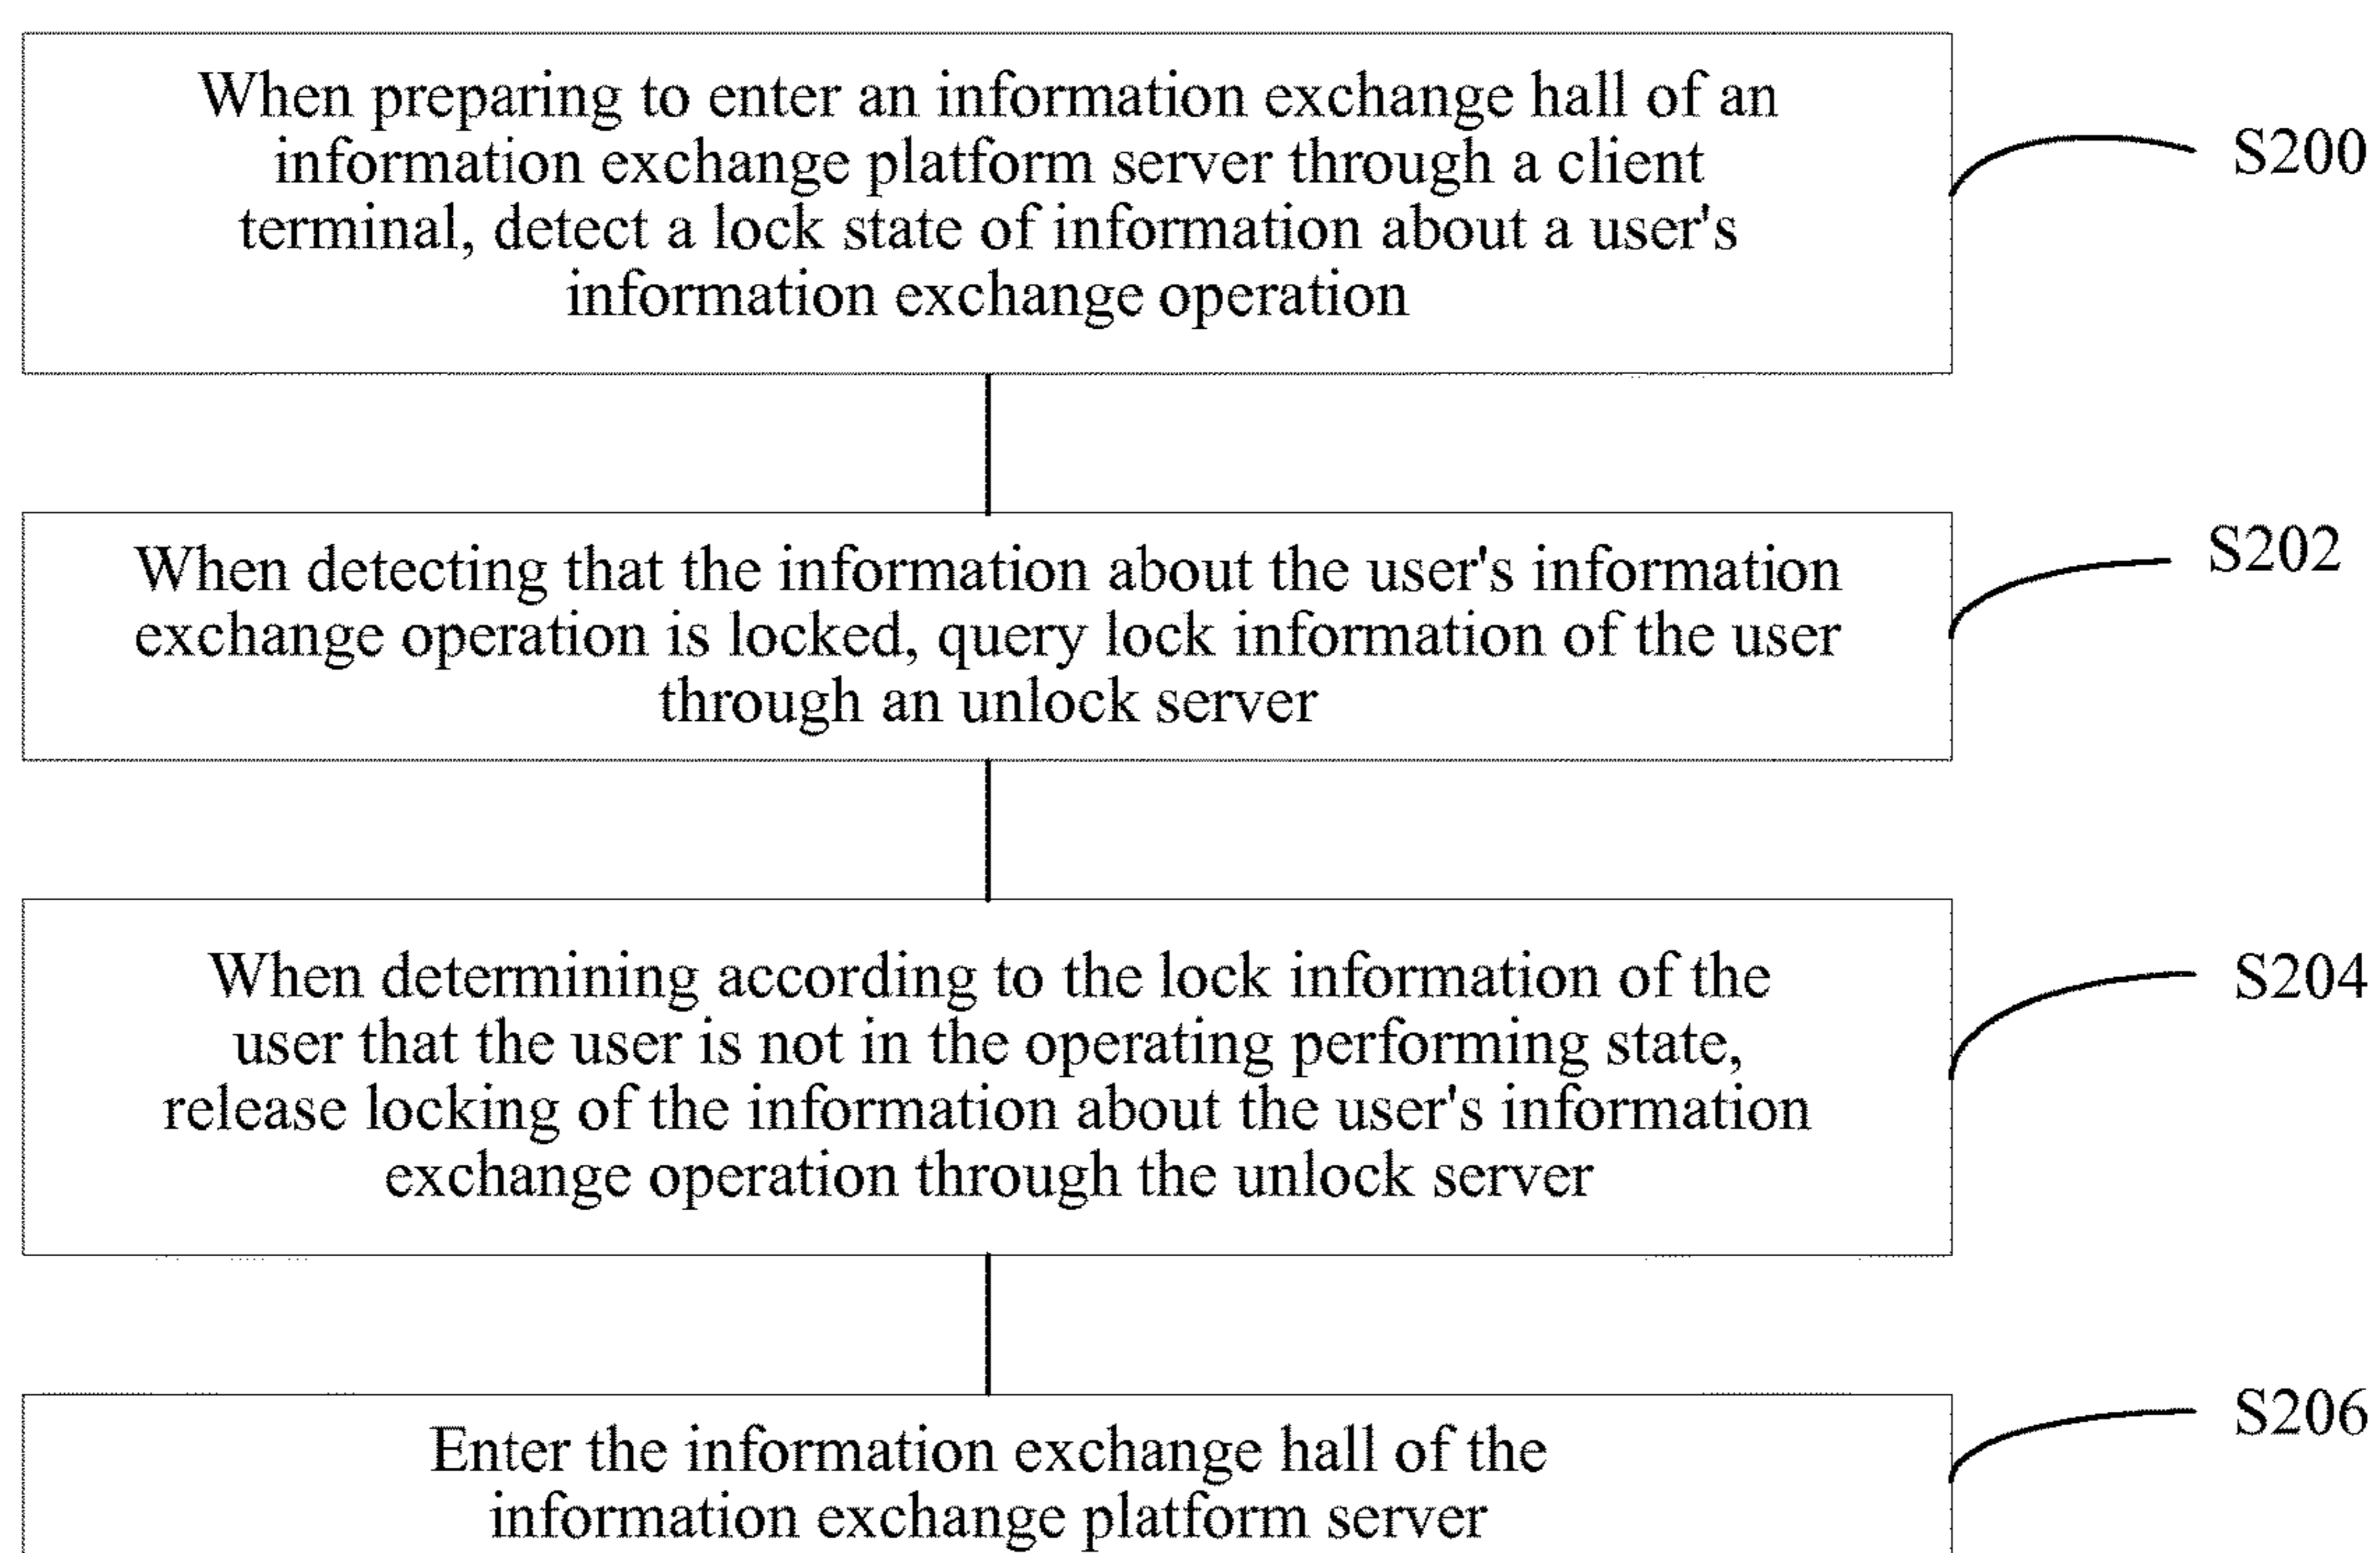 When preparing to enter an information exchange hall of an
information exchange platform server through a client
terminal, detect a lock state of information about a user's
information exchange operation
S200
When detecting that the information about the user's information
exchange operation is locked, query lock information of the user
through an unlock server
S202
When determining according to the lock information of the
user that the user is not in the operating performing state,
release locking of the information about the user's information
exchange operation through the unlock server
S204
Enter the information exchange hall of the
information exchange platform server
S206